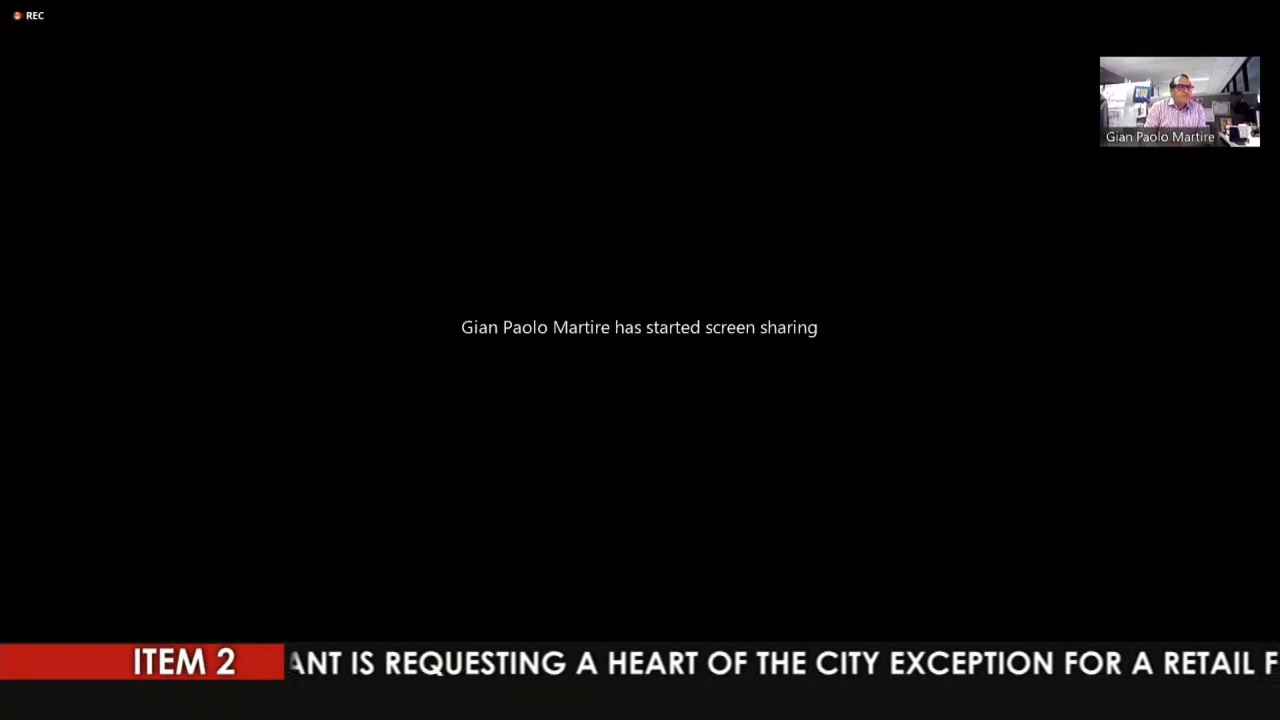 REC
Gian Paolo Martire
Gian Paolo Martire has started screen sharing
ITEM 2
ANT IS REQUESTING A HEART OF THE CITY EXCEPTION FOR A RETAIL F